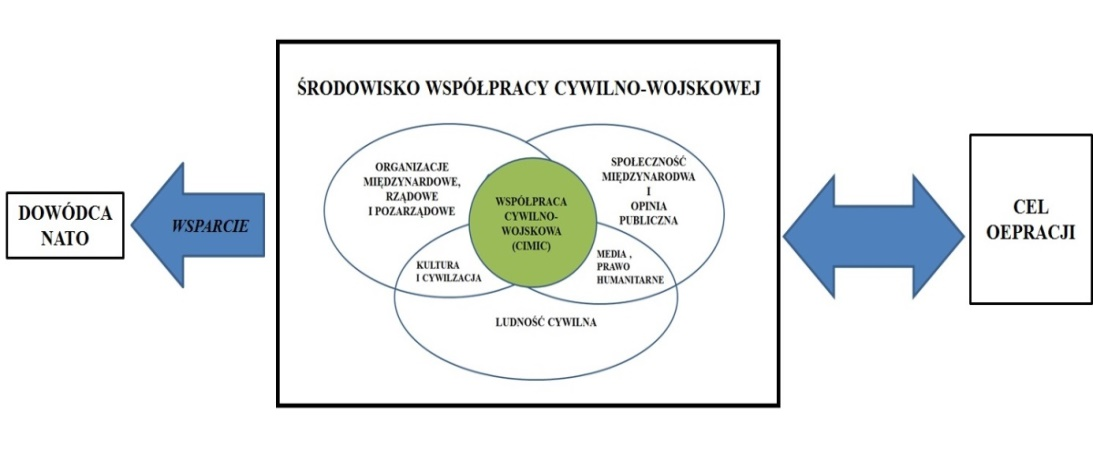 ŚRODOWISKO WSPÓŁPRACY CYWILNO-WOJSKOWEJ
DOWÓDCA
NATO
WSPARCIE
ORGANIZACJE
MIĘDZYNARDOWE,
RZĄDOWE
I POZARZĄDOWE
WSPÓŁPRACA
CYWILNO-
WOJSKOWA
(CIMIC)
SPOŁECZNOŚĆ
MIĘDZYNARODWA
I
OPINIA
PUBLICZNA
KULTURA
I CYWILZACJA
MEDIA ,
PRAWO
HUMANITARNE
LUDNOŚĆ CYWILNA
CEL
OEPRACJI